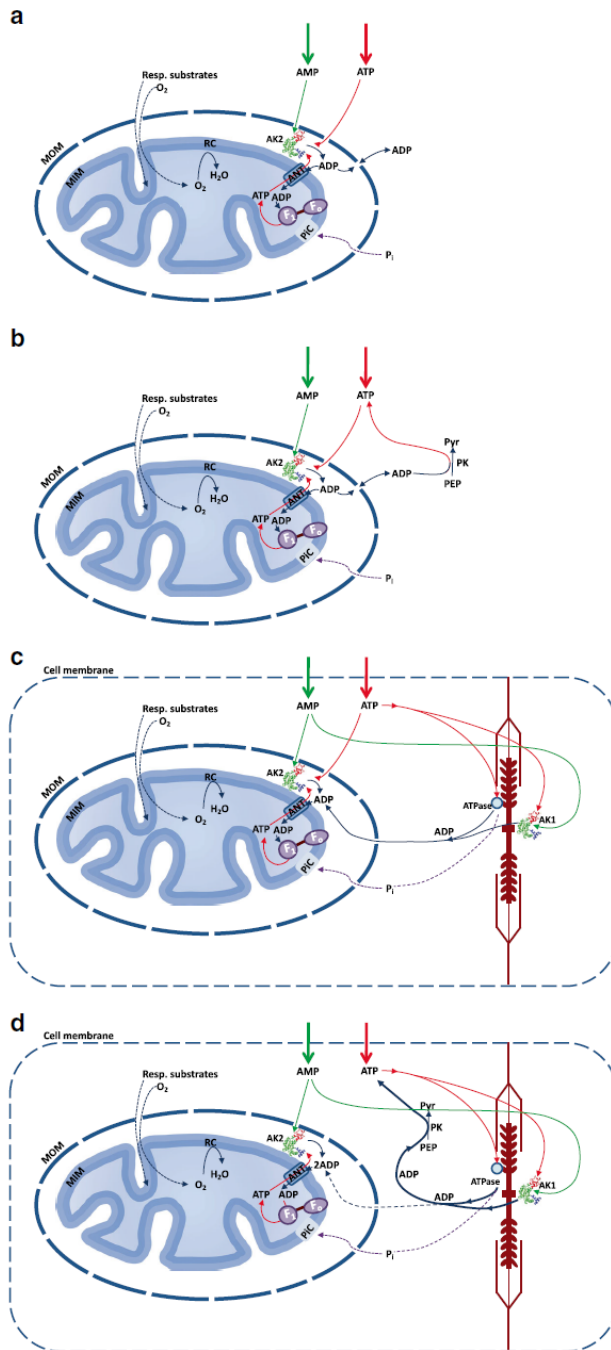 a
AMP ATP
Resp. substrates
O₂
MOM
MIM
RC
O₂
H₂O
AK2
ADP
ADP
ANT
ATP
ADP
F₁
F₀
PiC
Pᵢ
b
AMP ATP
Resp. substrates
O₂
MOM
MIM
RC
O₂
H₂O
AK2
ADP
ADP
Pyr
PK
PEP
ANT
ATP
ADP
F₁
F₀
PiC
Pᵢ
c
Cell membrane
AMP ATP
Resp. substrates
O₂
MOM
MIM
RC
O₂
H₂O
AK2
ADP
ANT
ATP
ADP
F₁
F₀
PiC
Pᵢ
ADP
ATPase
AK1
d
Cell membrane
AMP ATP
Resp. substrates
O₂
MOM
MIM
RC
O₂
H₂O
AK2
2ADP
ANT
ATP
ADP
F₁
F₀
PiC
Pᵢ
Pyr
PK
PEP
ADP
ADP
ATPase
AK1